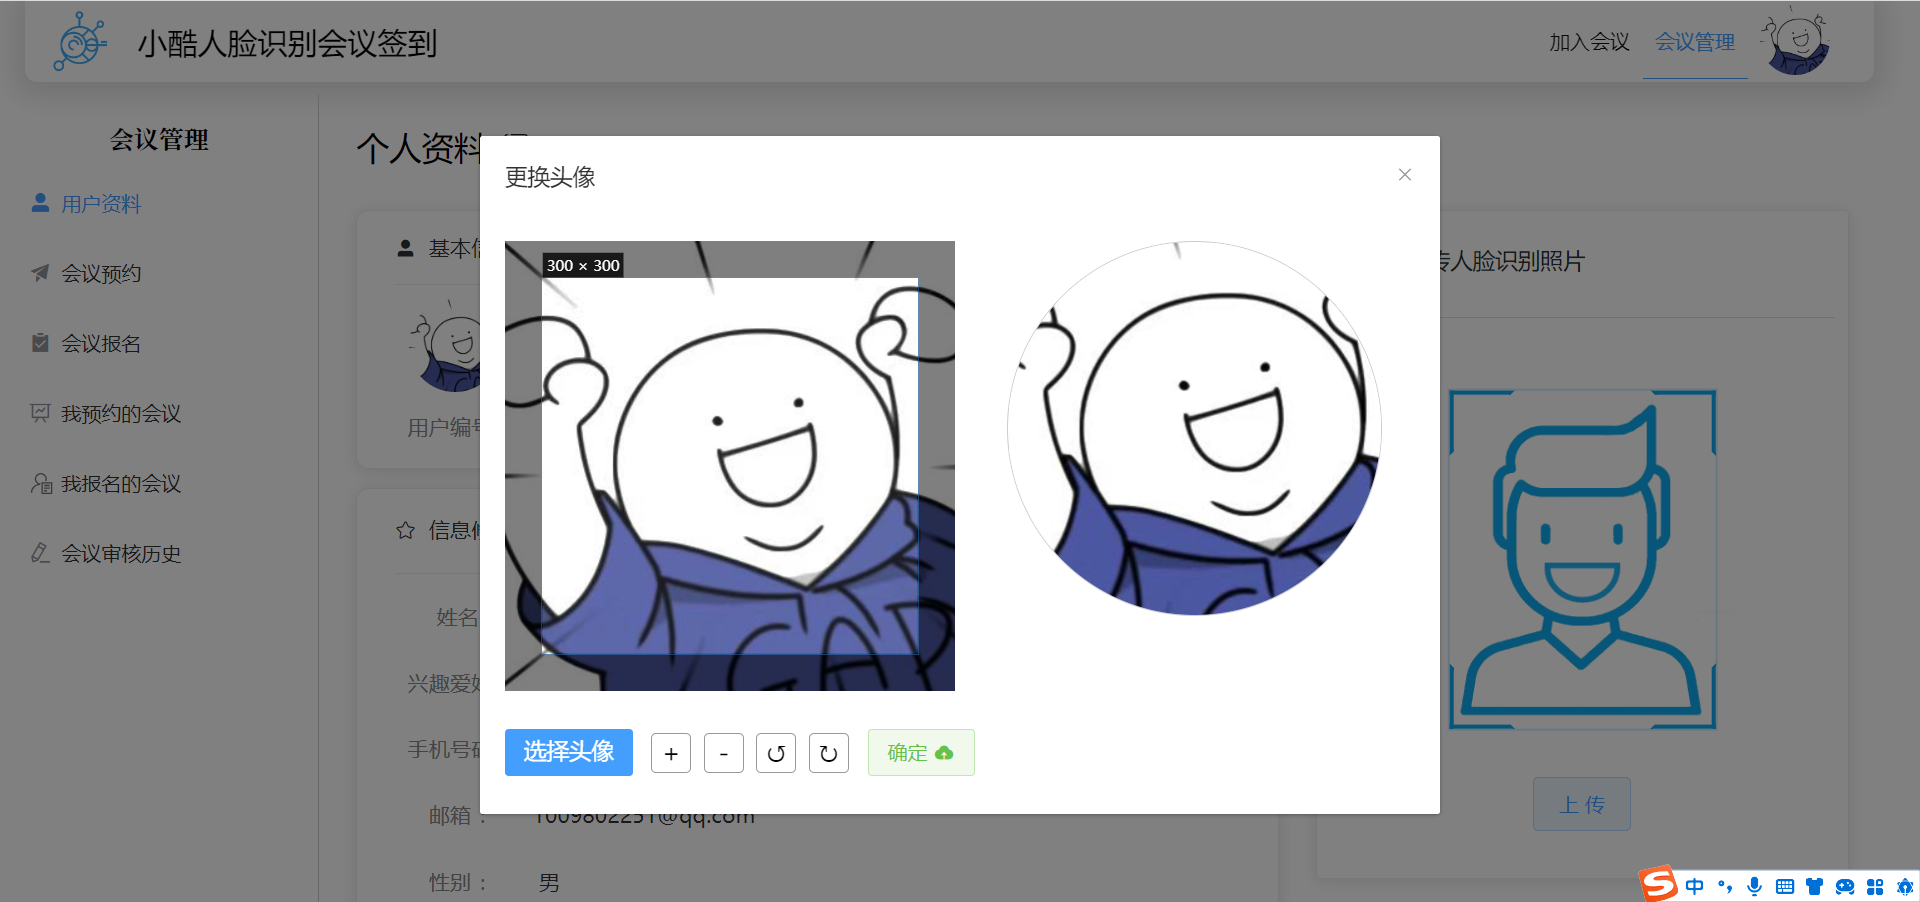 小酷人脸识别会议签到
加入会议
会议管理
会议管理
用户资料
会议预约
会议报名
我预约的会议
我报名的会议
会议审核历史
个人资料
基本信
用户编号
信息修
姓名
兴趣爱好
手机号码
邮箱：
1009802251@qq.com
性别：
男
更换头像
300 × 300
选择头像
+
-
确定
传人脸识别照片
上传
中